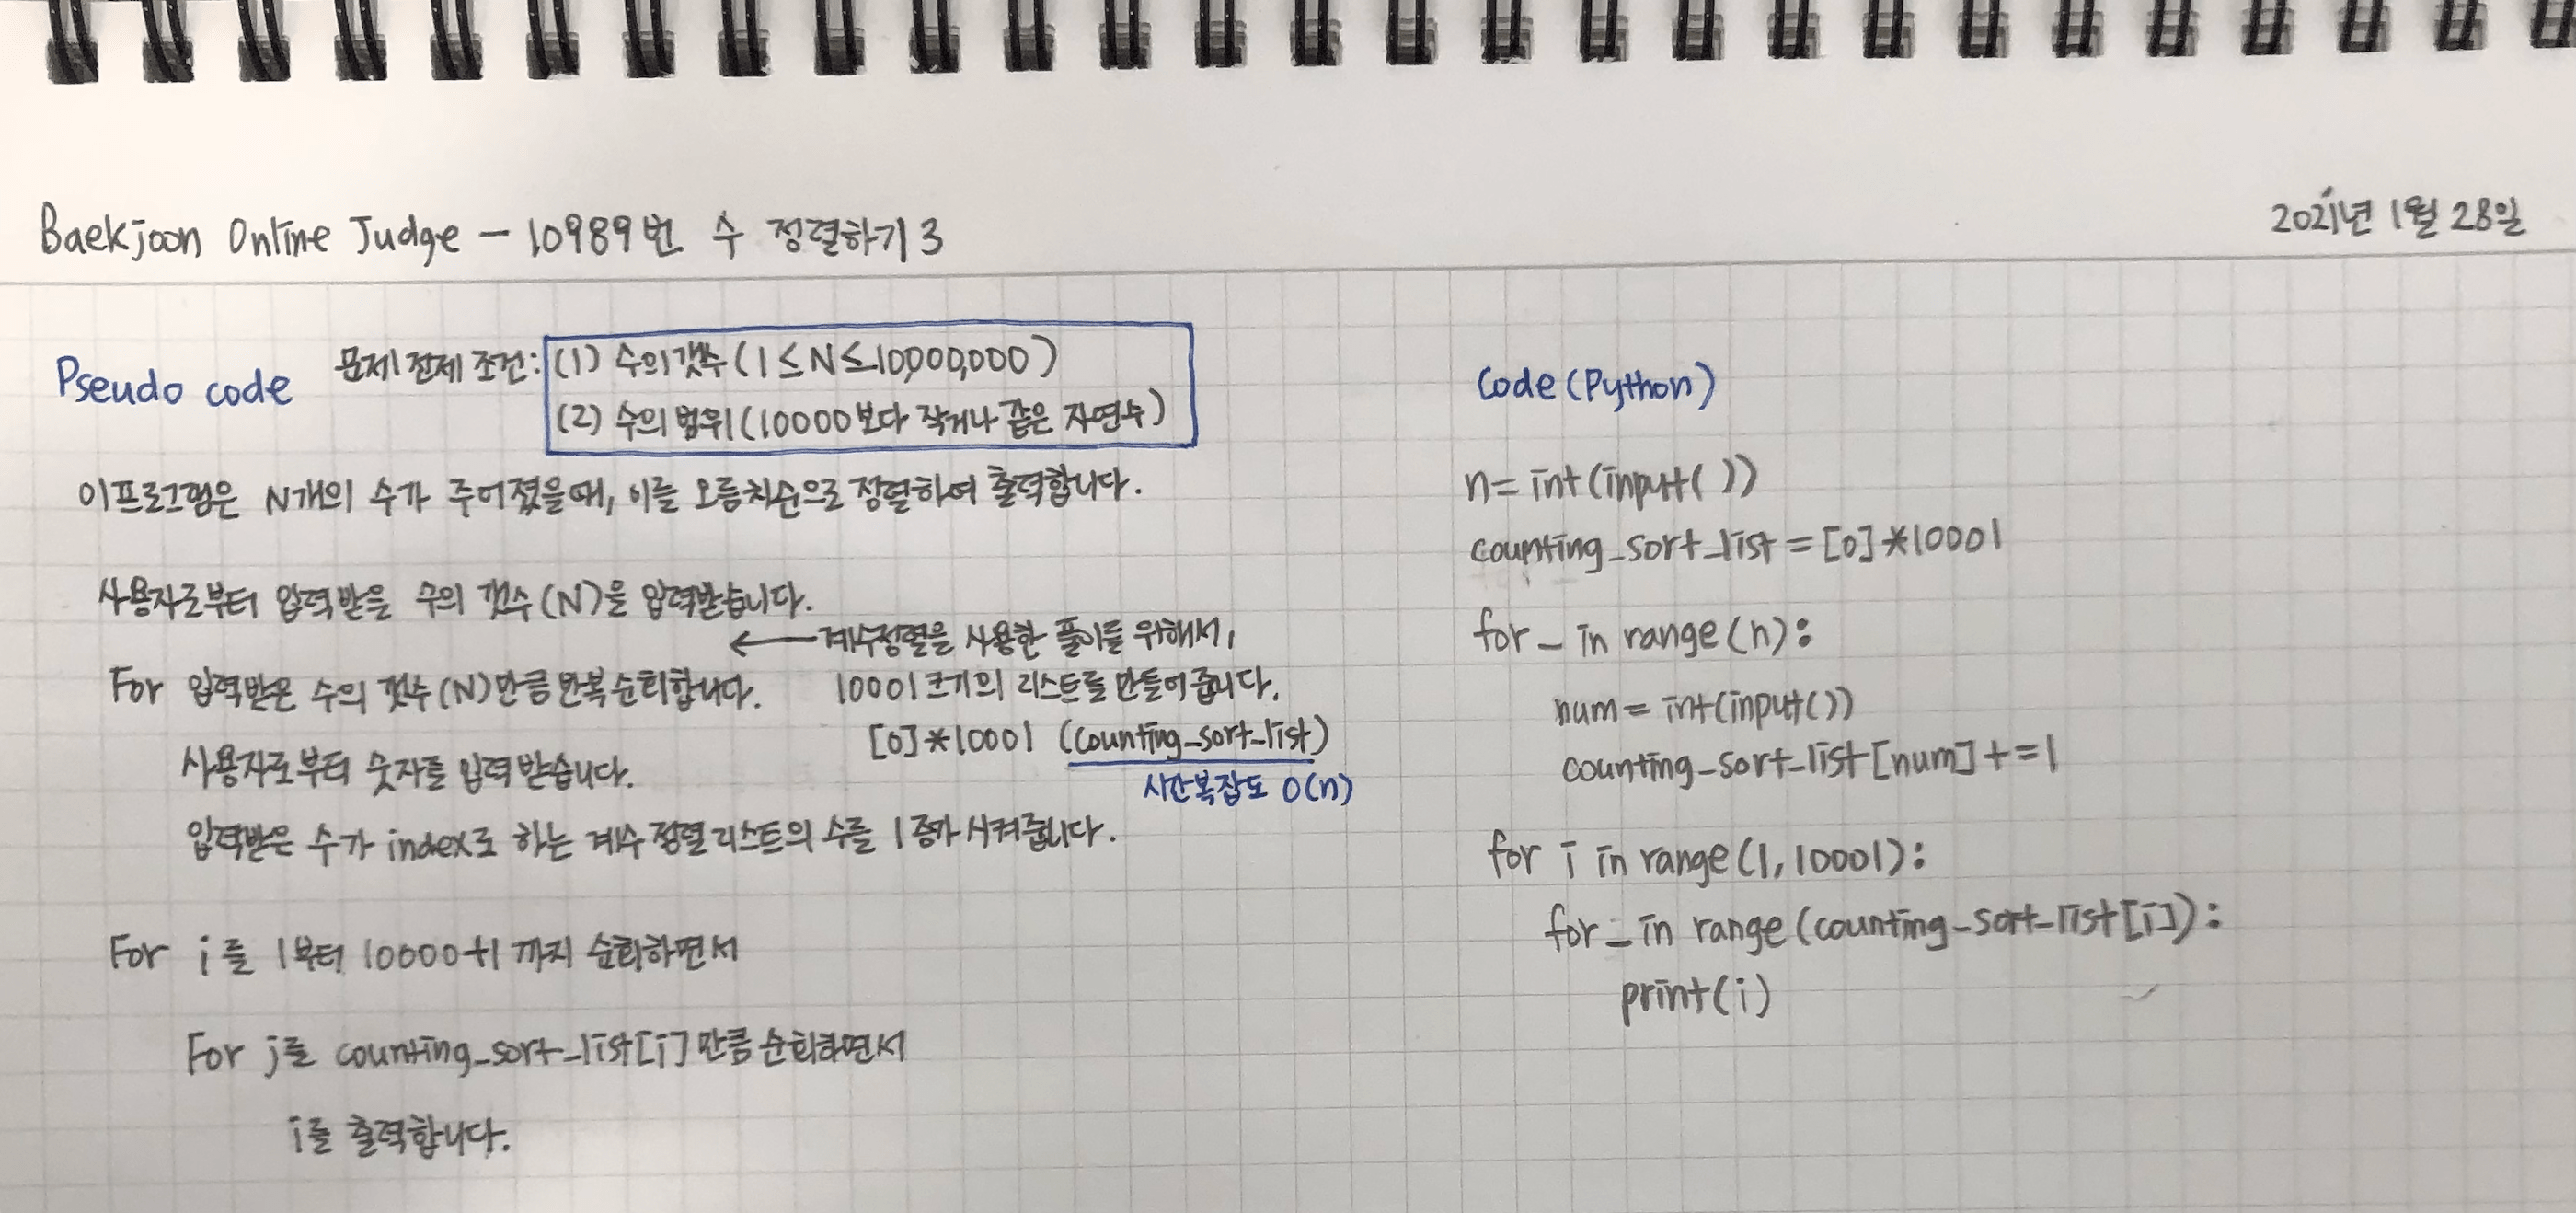 Baekjoon Online Judge - 10989번 수 정렬하기3
2021년 1월 28일
Pseudo code
문제 전제 조건:
(1) 수의 갯수 (1 ≤ N ≤ 10,000,000)
(2) 수의 범위 (10000보다 작거나 같은 자연수)
이 프로그램은 N개의 수가 주어졌을때, 이를 오름차순으로 정렬하여 출력합니다.
사용자로부터 입력받을 수의 갯수(N)을 입력받습니다.
← 계수정렬을 사용한 풀이를 위해서,
10001크기의 리스트를 만들어 줍니다.
[0]*10001 (counting_sort_list)
시간복잡도 O(n)
For 입력받은 수의 갯수(N)만큼 반복 순회합니다.
사용자로부터 숫자를 입력 받습니다.
입력받은 수가 index로 하는 계수 정렬 리스트의 수를 1 증가 시켜줍니다.
For i를 1부터 10000+1 까지 순회하면서
For j를 counting_sort_list[i] 만큼 순회하면서
i를 출력합니다.
Code (Python)
n = int(input())
counting_sort_list = [0]*10001
for _ in range(n):
num = int(input())
counting_sort_list[num] += 1
for i in range(1, 10001):
for _ in range(counting_sort_list[i]):
print(i)